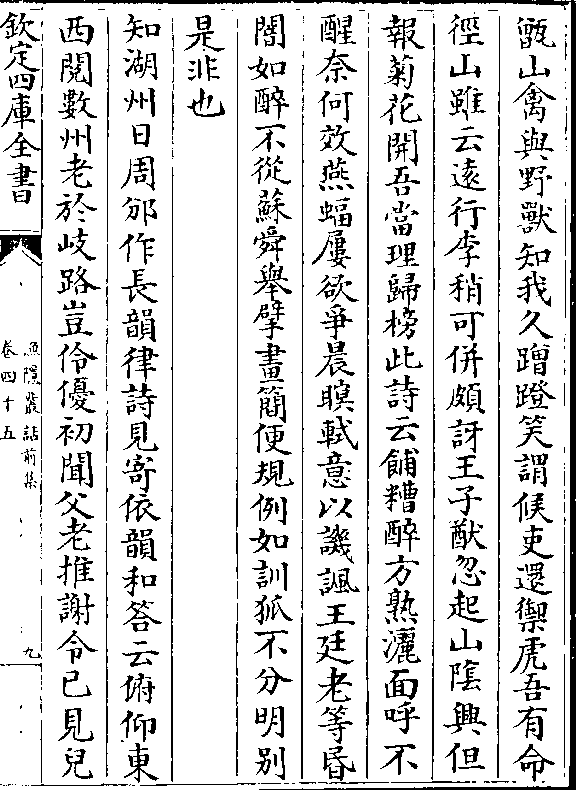 甑山禽與野獸知我久蹭蹬笑謂候吏還禦虎吾有命
徑山雖云遠行李稍可併頗訝王子猷忽起山陰興但
報菊花開吾當理歸榜此詩云餔糟醉方熟灑面呼不
醒奈何效燕蝠屢欲爭晨暝軾意以譏諷王廷老等昏
闇如醉不從蘇舜舉擘畫簡便規例如訓狐不分明別
是非也
知湖州日周邠作長韻律詩見寄依韻和答云俯仰東
西閱數州老於岐路豈伶優初聞父老推謝令已見兒
欽定四庫全書
漁隱叢話前集
卷四十五
九